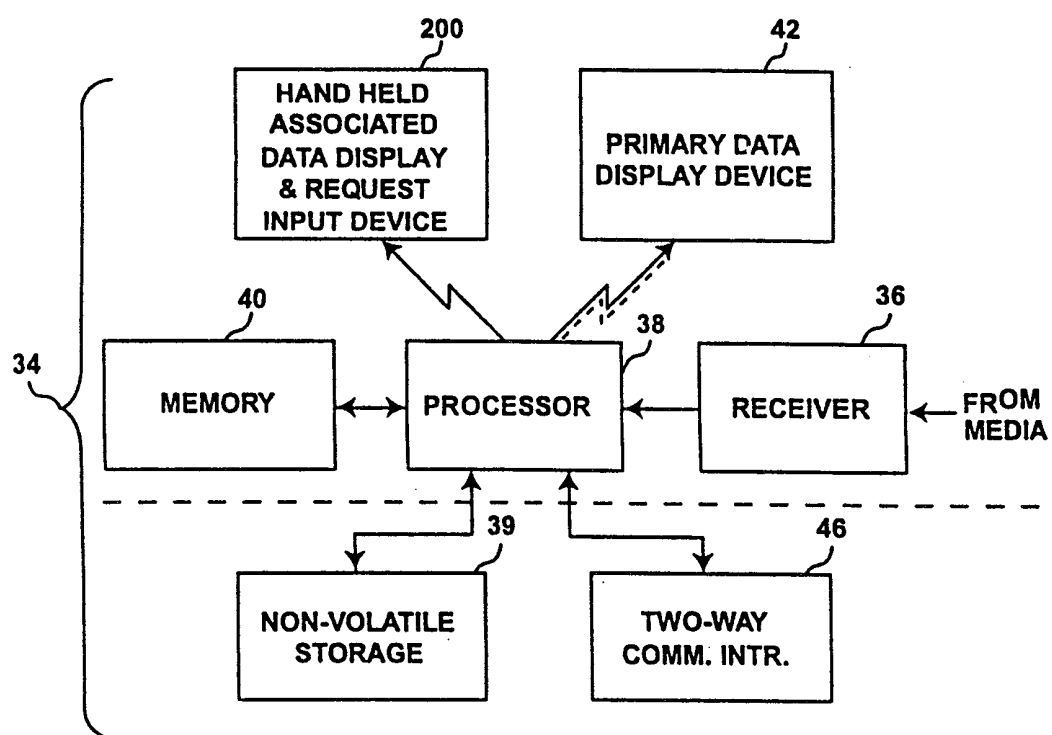 200
42
HAND HELD
ASSOCIATED
DATA DISPLAY
& REQUEST
INPUT DEVICE
PRIMARY DATA
DISPLAY DEVICE
40
38
36
34
MEMORY
PROCESSOR
RECEIVER
FROM
MEDIA
39
46
NON-VOLATILE
STORAGE
TWO-WAY
COMM. INTR.